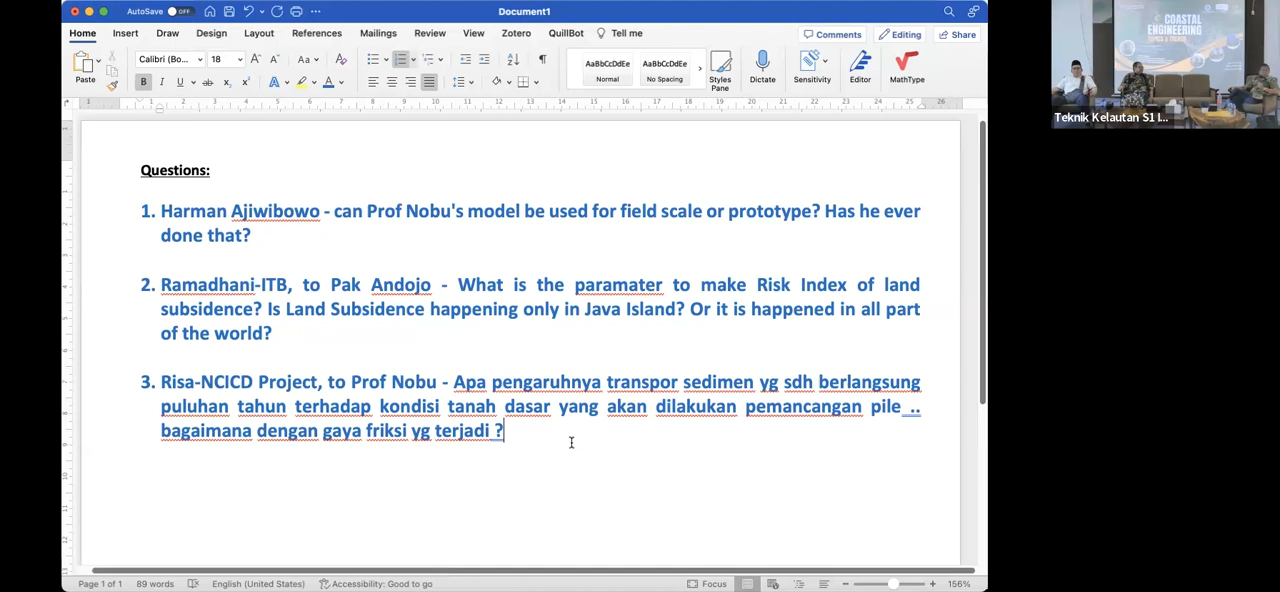 AutoSave OFF
Document1
Home Insert Draw Design Layout References Mailings Review View Zotero QuillBot Tell me
Comments Editing Share
Calibri (Bo... 18
Paste
AaBbCcDdEe AaBbCcDdEe
Normal No Spacing
Styles Pane
Dictate
Sensitivity
Editor
MathType
Questions:
1. Harman Ajiwibowo - can Prof Nobu's model be used for field scale or prototype? Has he ever
done that?
2. Ramadhani-ITB, to Pak Andojo - What is the paramater to make Risk Index of land
subsidence? Is Land Subsidence happening only in Java Island? Or it is happened in all part
of the world?
3. Risa-NCICD Project, to Prof Nobu - Apa pengaruhnya transpor sedimen yg sdh berlangsung
puluhan tahun terhadap kondisi tanah dasar yang akan dilakukan pemancangan pile ..
bagaimana dengan gaya friksi yg terjadi ?
Page 1 of 1 89 words English (United States) Accessibility: Good to go Focus 156%
COASTAL
ENGINEERING
Teknik Kelautan S1 I...